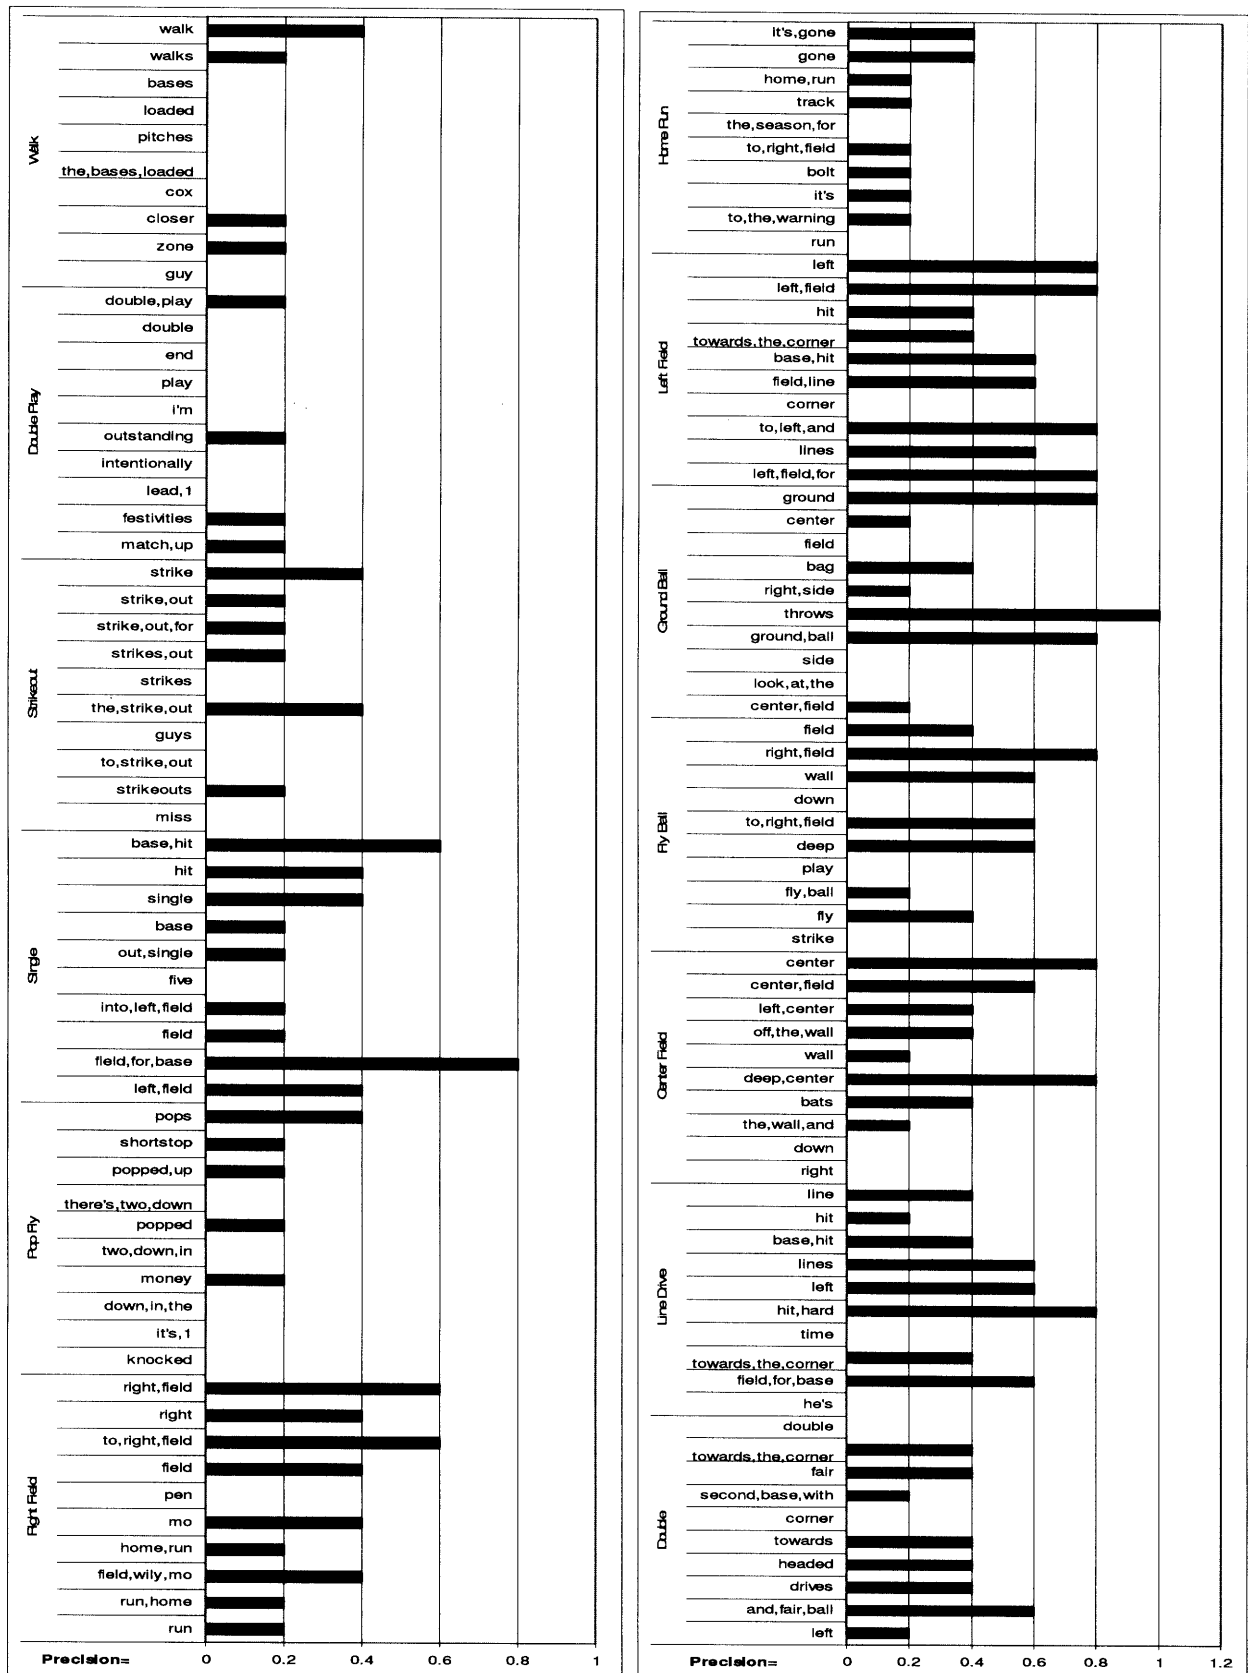 Walk
walk
walks
bases
loaded
pitches
the,bases,loaded
cox
closer
zone
guy
Double Play
double,play
double
end
play
i'm
outstanding
intentionally
lead,1
festivities
match,up
Strikeout
strike
strike,out
strike,out,for
strikes,out
strikes
the,strike,out
guys
to,strike,out
strikeouts
miss
Single
base,hit
hit
single
base
out,single
five
into,left,field
field
field,for,base
left,field
Pop Fly
pops
shortstop
popped,up
there's,two,down
popped
two,down,in
money
down,in,the
it's,1
knocked
Right Field
right,field
right
to,right,field
field
pen
mo
home,run
field,wily,mo
run,home
run
Precision= 0 0.2 0.4 0.6 0.8 1
Home Run
it's,gone
gone
home,run
track
the,season,for
to,right,field
bolt
it's
to,the,warning
run
Left Field
left
left,field
hit
towards,the,corner
base,hit
field,line
corner
to,left,and
lines
left,field,for
Ground Ball
ground
center
field
bag
right,side
throws
ground,ball
side
look,at,the
center,field
Fly Ball
field
right,field
wall
down
to,right,field
deep
play
fly,ball
fly
strike
Center Field
center
center,field
left,center
off,the,wall
wall
deep,center
bats
the,wall,and
down
right
Line Drive
line
hit
base,hit
lines
left
hit,hard
time
towards,the,corner
field,for,base
he's
Double
double
towards,the,corner
fair
second,base,with
corner
towards
headed
drives
and,fair,ball
left
Precision= 0 0.2 0.4 0.6 0.8 1 1.2